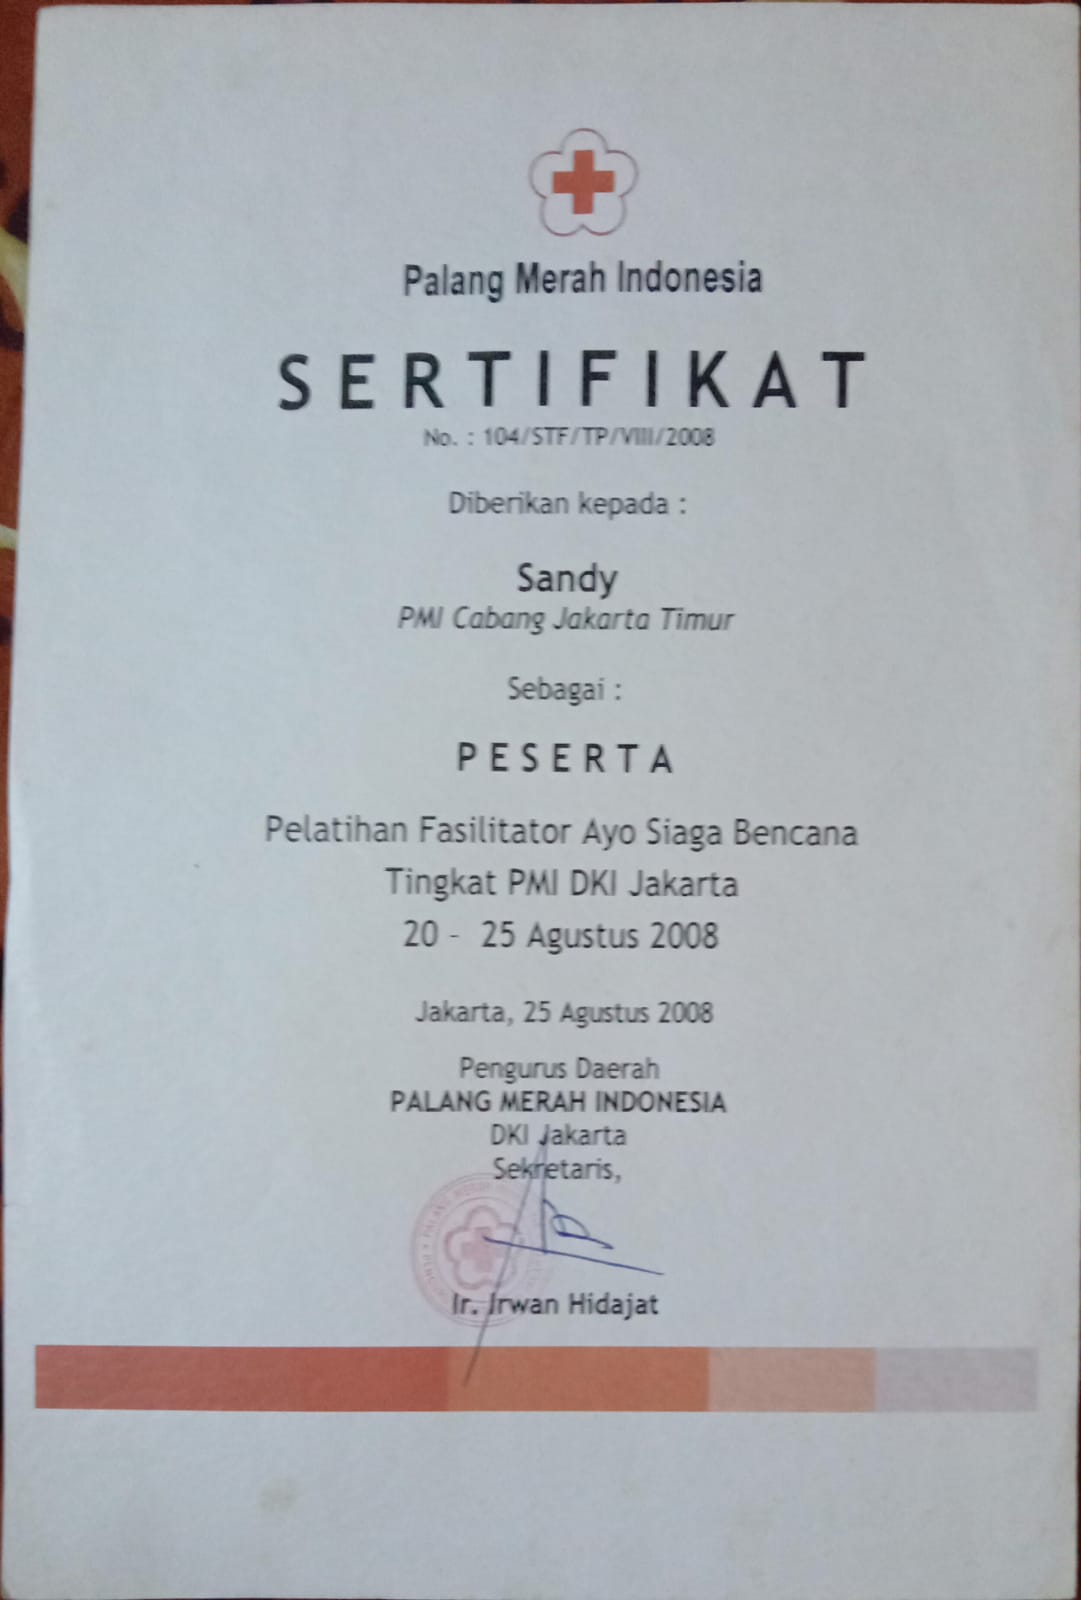 Palang Merah Indonesia
SERTIFIKAT
No. : 104/STF/TP/VIII/2008
Diberikan kepada :
Sandy
PMI Cabang Jakarta Timur
Sebagai :
PESERTA
Pelatihan Fasilitator Ayo Siaga Bencana
Tingkat PMI DKI Jakarta
20 - 25 Agustus 2008
Jakarta, 25 Agustus 2008
Pengurus Daerah
PALANG MERAH INDONESIA
DKI Jakarta
Sekretaris,
Ir. Irwan Hidajat